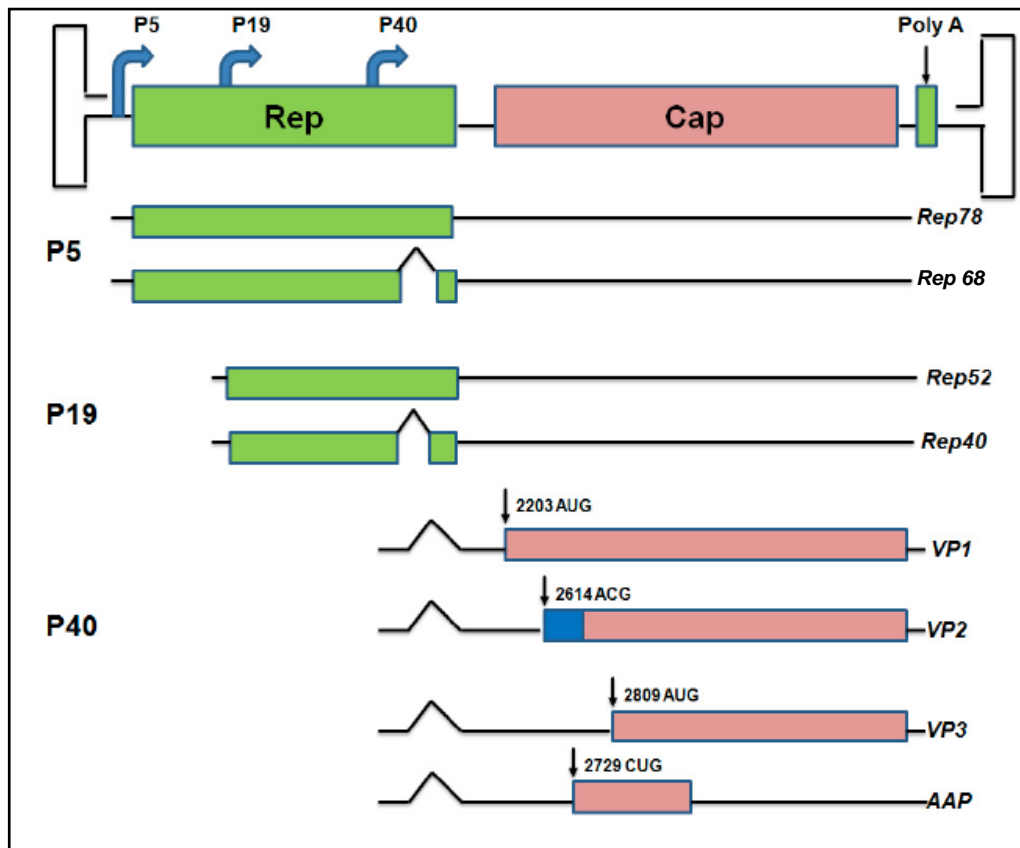 P5 P19 P40 Poly A
Rep Cap
Rep78
P5
Rep 68
Rep52
P19
Rep40
2203 AUG
VP1
2614 ACG
P40
VP2
2809 AUG
VP3
2729 CUG
AAP